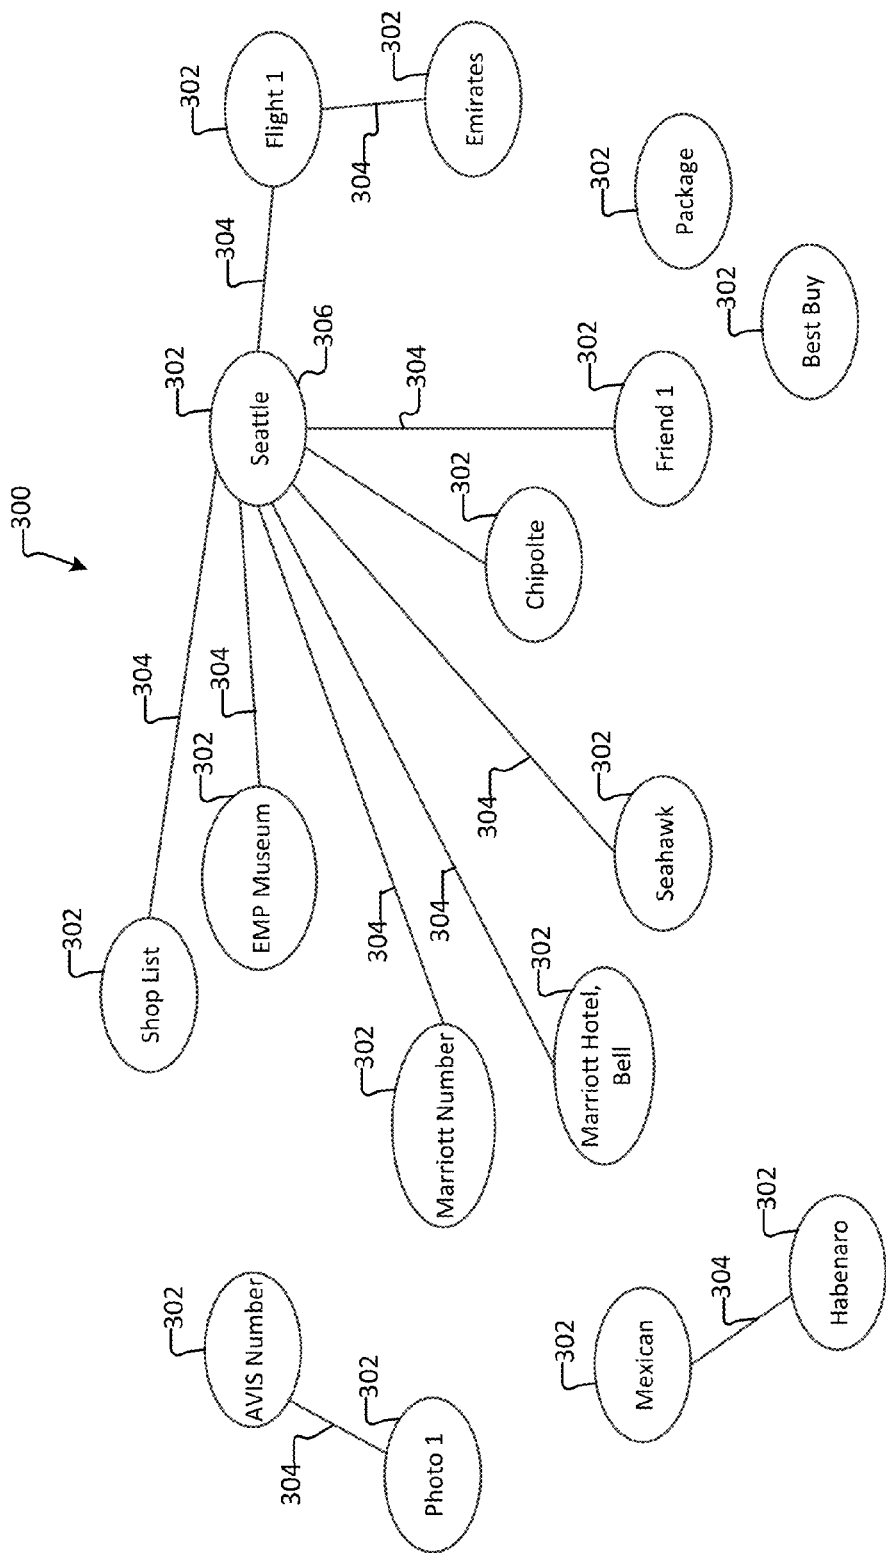 300
302
304
Shop List
302
302
302
302
304
304
AVIS Number
EMP Museum
Seattle
Flight 1
304
306
304
302
302
304
302
304
Photo 1
304
Marriott Number
302
Emirates
304
Chipolte
302
302
302
Marriott Hotel,
Bell
302
302
Mexican
Seahawk
Friend 1
Package
304
302
302
Best Buy
Habenaro